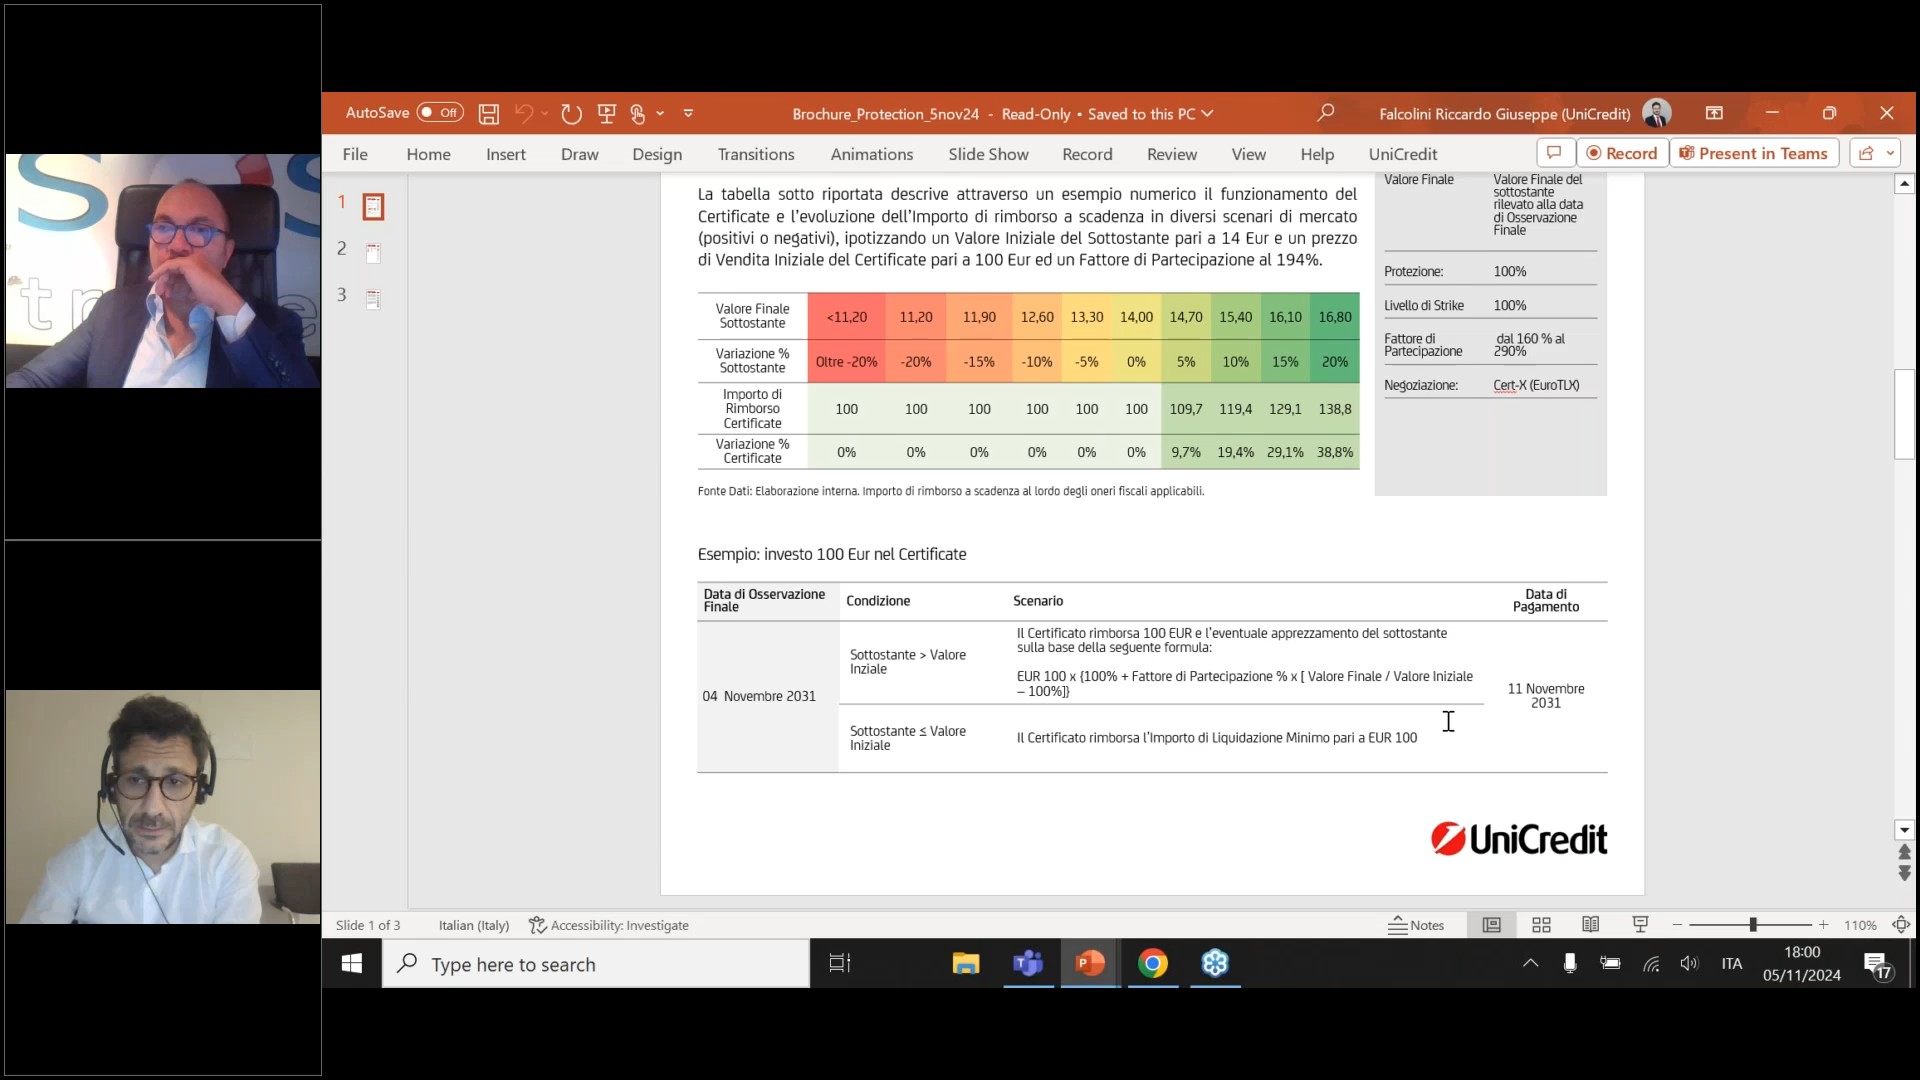 AutoSave Off
Brochure_Protection_5nov24 - Read-Only • Saved to this PC
Falcolini Riccardo Giuseppe (UniCredit)
File Home Insert Draw Design Transitions Animations Slide Show Record Review View Help UniCredit
Record Present in Teams
1
2
3
La tabella sotto riportata descrive attraverso un esempio numerico il funzionamento del
Certificate e l'evoluzione dell'Importo di rimborso a scadenza in diversi scenari di mercato
(positivi o negativi), ipotizzando un Valore Iniziale del Sottostante pari a 14 Eur e un prezzo
di Vendita Iniziale del Certificate pari a 100 Eur ed un Fattore di Partecipazione al 194%.
Valore Finale
Sottostante
<11,20 11,20 11,90 12,60 13,30 14,00 14,70 15,40 16,10 16,80
Variazione %
Sottostante
Oltre -20% -20% -15% -10% -5% 0% 5% 10% 15% 20%
Importo di
Rimborso
Certificate
100 100 100 100 100 100 109,7 119,4 129,1 138,8
Variazione %
Certificate
0% 0% 0% 0% 0% 0% 9,7% 19,4% 29,1% 38,8%
Fonte Dati: Elaborazione interna. Importo di rimborso a scadenza al lordo degli oneri fiscali applicabili.
Valore Finale
Valore Finale del
sottostante
rilevato alla data
di Osservazione
Finale
Protezione: 100%
Livello di Strike 100%
Fattore di
Partecipazione
dal 160 % al
290%
Negoziazione: Cert-X (EuroTLX)
Esempio: investo 100 Eur nel Certificate
Data di Osservazione
Finale
Condizione
Scenario
Data di
Pagamento
04 Novembre 2031
Sottostante > Valore
Inziale
Il Certificato rimborsa 100 EUR e l'eventuale apprezzamento del sottostante
sulla base della seguente formula:
EUR 100 x {100% + Fattore di Partecipazione % x [ Valore Finale / Valore Iniziale
– 100%]}
11 Novembre
2031
Sottostante ≤ Valore
Iniziale
Il Certificato rimborsa l'Importo di Liquidazione Minimo pari a EUR 100
UniCredit
Slide 1 of 3 Italian (Italy) Accessibility: Investigate Notes 110%
Type here to search
ITA
18:00
05/11/2024
17